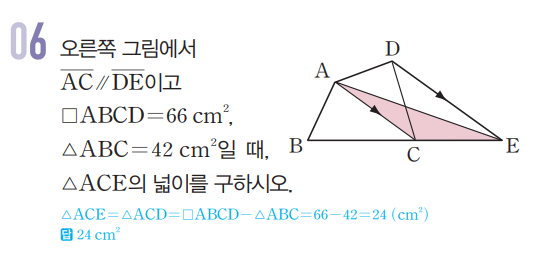 06 오른쪽 그림에서
AC∥DE이고
□ABCD=66 cm²,
△ABC=42 cm²일 때,
△ACE의 넓이를 구하시오.
A
D
B
C
E
△ACE=△ACD=□ABCD-△ABC=66-42=24 (cm²)
답 24 cm²